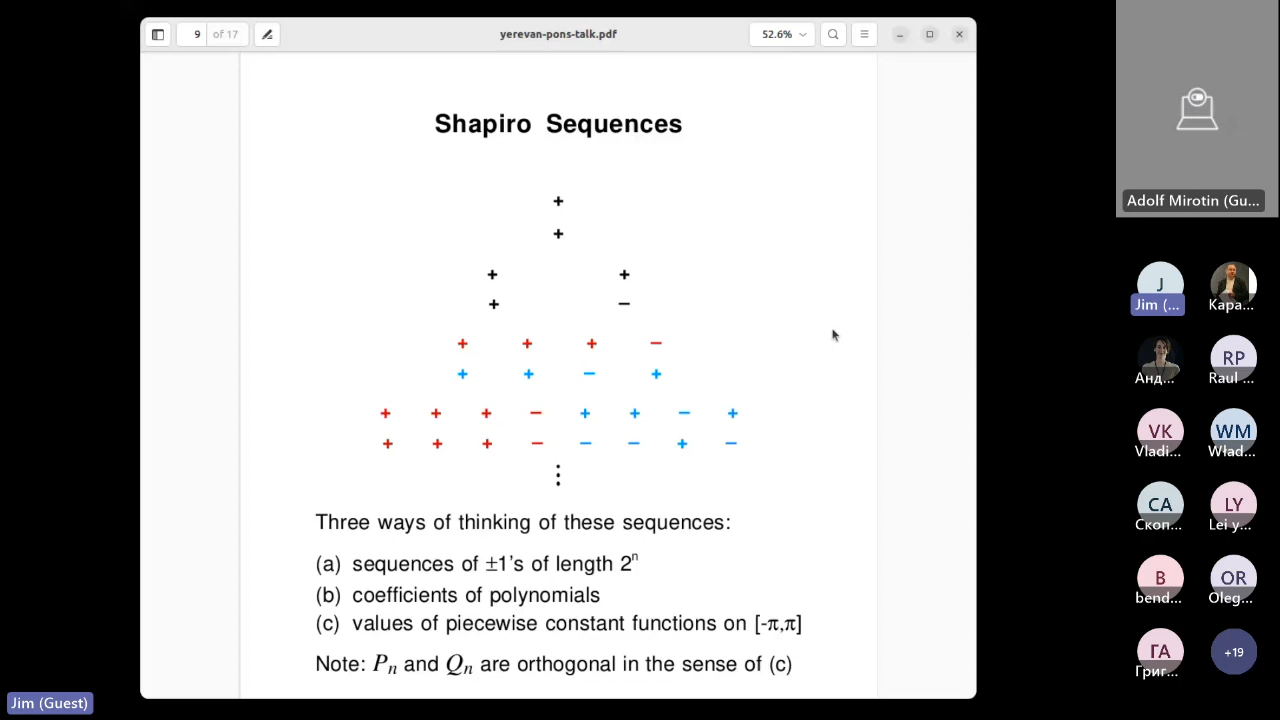 9 of 17
yerevan-pons-talk.pdf
52.6%
Shapiro Sequences
+
+
+ +
+ −
+ + + −
+ + − +
+ + + − + + − +
+ + + − − − + −
⋮
Three ways of thinking of these sequences:
(a) sequences of ±1's of length 2ⁿ
(b) coefficients of polynomials
(c) values of piecewise constant functions on [-π,π]
Note: Pₙ and Qₙ are orthogonal in the sense of (c)
Jim (Guest)
Adolf Mirotin (Gu...
J
Jim (...
Кара...
Анд...
RP
Raul ...
VK
Vladi...
WM
Wład...
CA
Скоп...
LY
Lei y...
B
bend...
OR
Oleg...
ГА
Григ...
+19